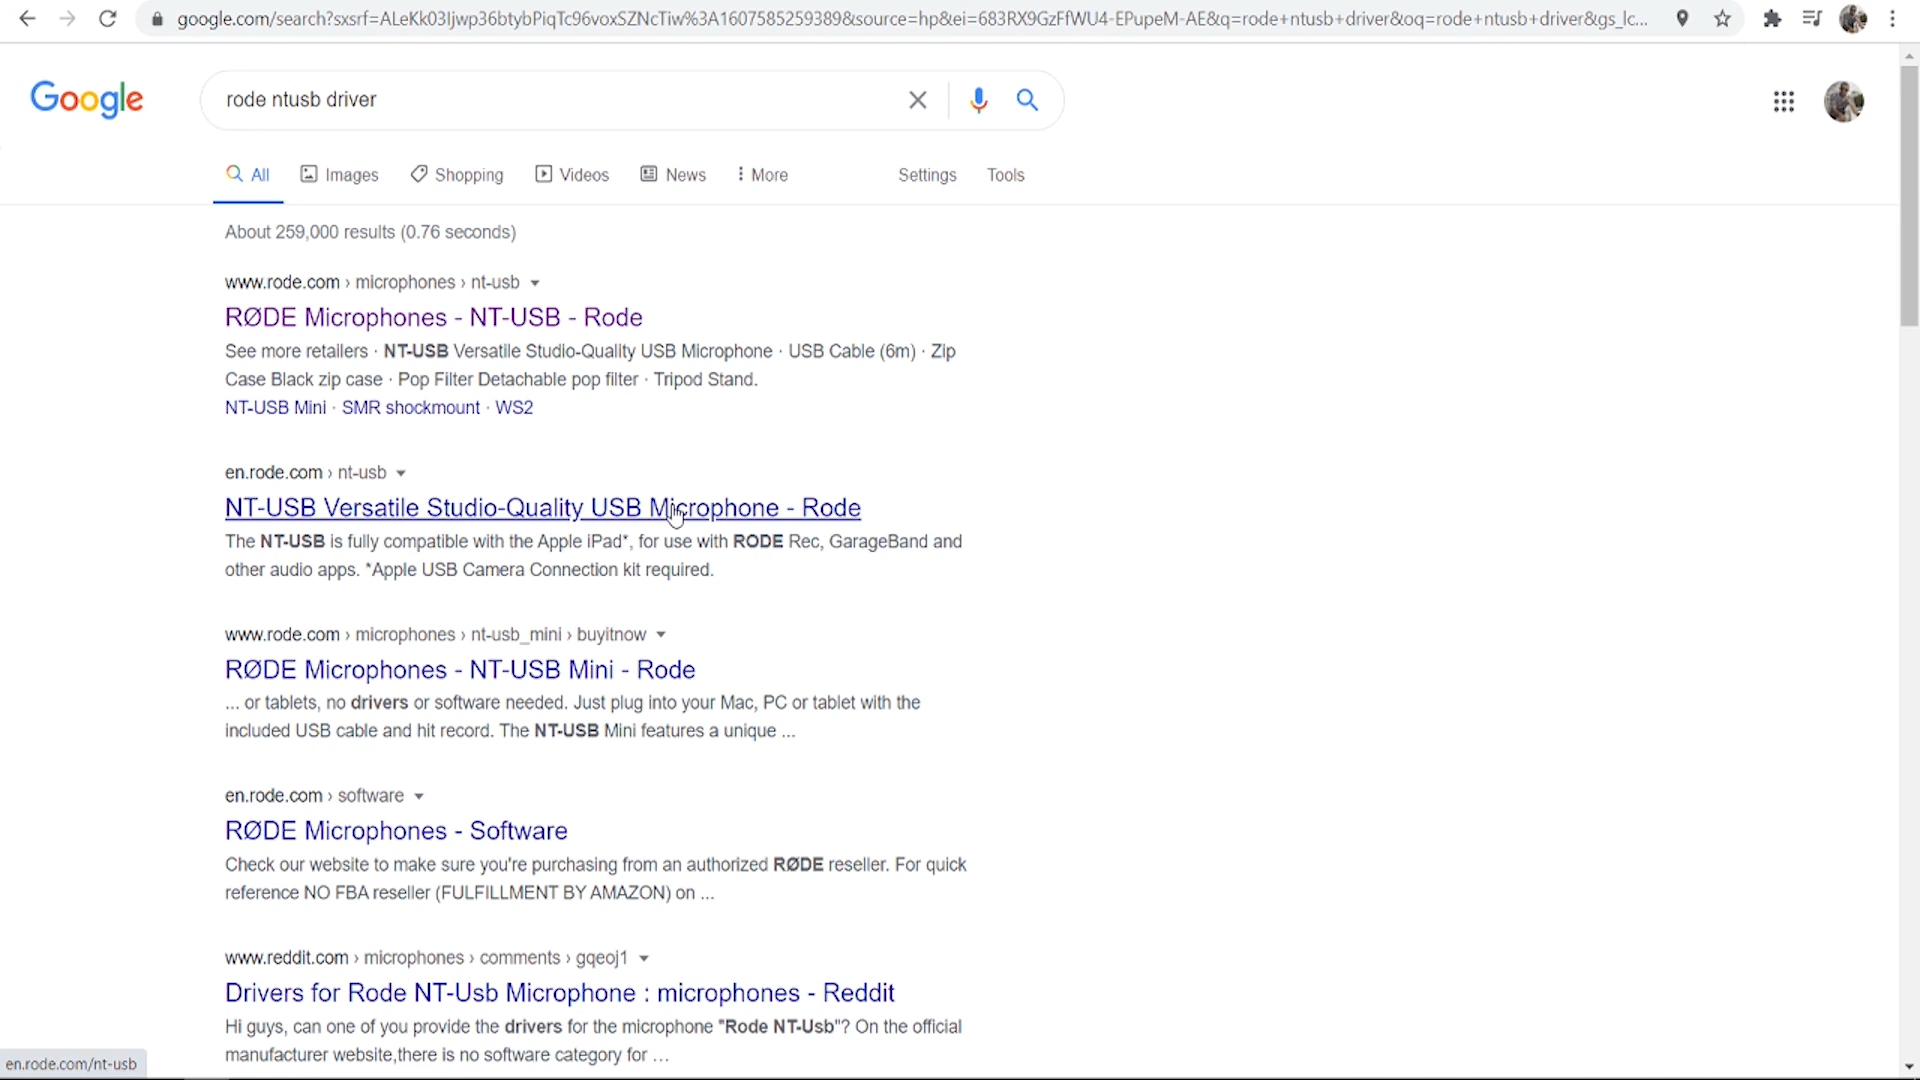 google.com/search?sxsrf=ALeKk03Ijwp36btybPiqTc96voxSZNcTiw%3A1607585259389&source=hp&ei=683RX9GzFfWU4-EPupeM-AE&q=rode+ntusb+driver&oq=rode+ntusb+driver&gs_lc...
Google
rode ntusb driver
All Images Shopping Videos News More Settings Tools
About 259,000 results (0.76 seconds)
www.rode.com › microphones › nt-usb
RØDE Microphones - NT-USB - Rode
See more retailers · NT-USB Versatile Studio-Quality USB Microphone · USB Cable (6m) · Zip
Case Black zip case · Pop Filter Detachable pop filter · Tripod Stand.
NT-USB Mini · SMR shockmount · WS2
en.rode.com › nt-usb
NT-USB Versatile Studio-Quality USB Microphone - Rode
The NT-USB is fully compatible with the Apple iPad*, for use with RODE Rec, GarageBand and
other audio apps. *Apple USB Camera Connection kit required.
www.rode.com › microphones › nt-usb_mini › buyitnow
RØDE Microphones - NT-USB Mini - Rode
... or tablets, no drivers or software needed. Just plug into your Mac, PC or tablet with the
included USB cable and hit record. The NT-USB Mini features a unique ...
en.rode.com › software
RØDE Microphones - Software
Check our website to make sure you're purchasing from an authorized RØDE reseller. For quick
reference NO FBA reseller (FULFILLMENT BY AMAZON) on ...
www.reddit.com › microphones › comments › gqeoj1
Drivers for Rode NT-Usb Microphone : microphones - Reddit
Hi guys, can one of you provide the drivers for the microphone "Rode NT-Usb"? On the official
manufacturer website,there is no software category for ...
en.rode.com/nt-usb